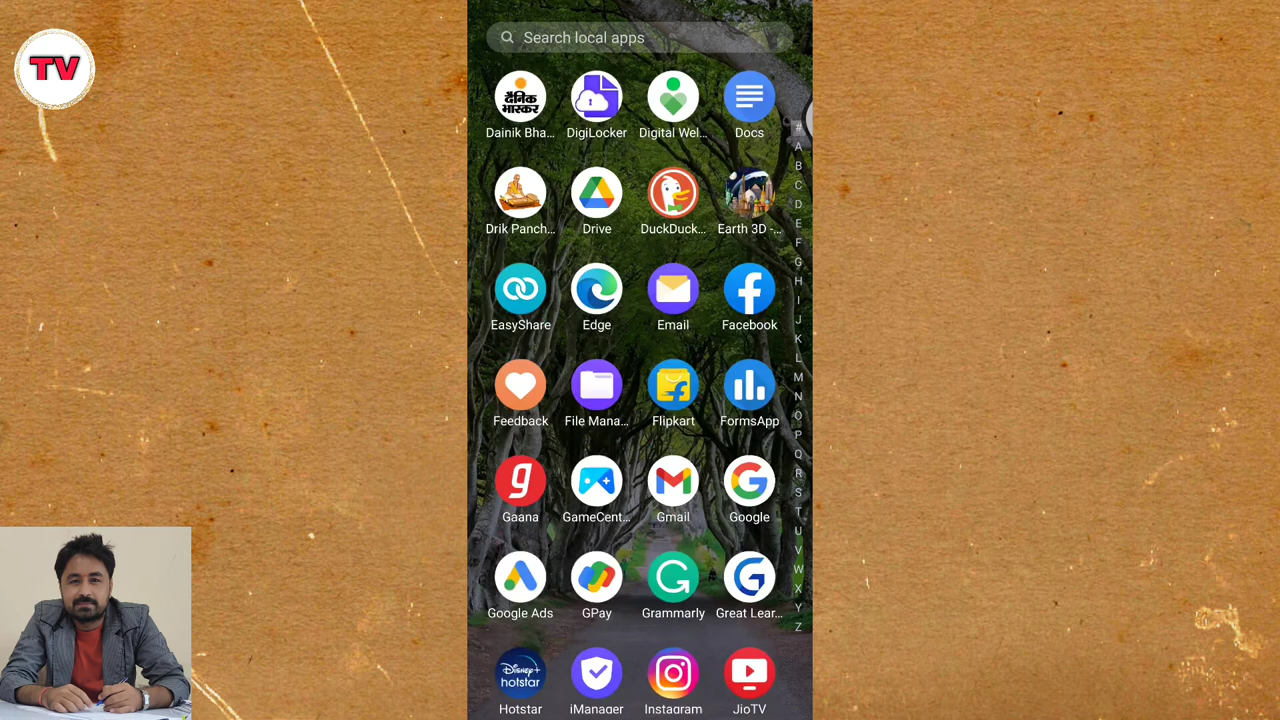 TV
Search local apps
दैनिक
भास्कर
Dainik Bha...
DigiLocker
Digital Wel...
Docs
Drik Panch...
Drive
DuckDuck...
Earth 3D -...
EasyShare
Edge
Email
Facebook
Feedback
File Mana...
Flipkart
FormsApp
g
Gaana
GameCent...
Gmail
Google
Google Ads
GPay
Grammarly
Great Lear...
Disney+
hotstar
Hotstar
iManager
Instagram
JioTV
#
A
B
C
D
E
F
G
H
I
J
K
L
M
N
O
P
Q
R
S
T
U
V
W
X
Y
Z